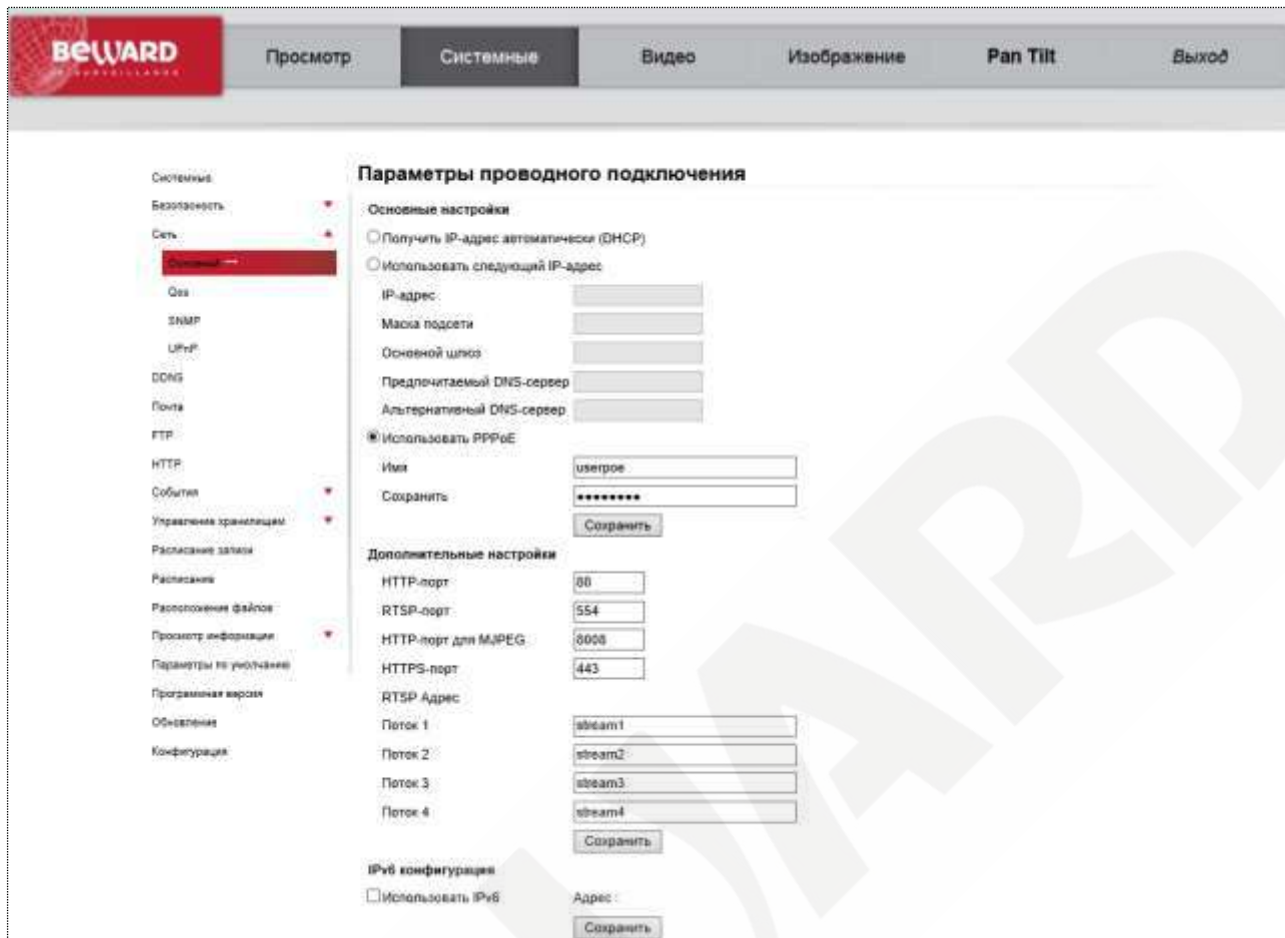 BEWARD
Просмотр
Системные
Видео
Изображение
Pan Tilt
Выход
Системные
Безопасность
Сеть
Основной
Qos
SNMP
UPnP
DDNS
Почта
FTP
HTTP
События
Управление хранилищем
Расписание записи
Расписание
Расположение файлов
Просмотр информации
Параметры по умолчанию
Программная версия
Обновление
Конфигурация
Параметры проводного подключения
Основные настройки
Получить IP-адрес автоматически (DHCP)
Использовать следующий IP-адрес
IP-адрес
Маска подсети
Основной шлюз
Предпочитаемый DNS-сервер
Альтернативный DNS-сервер
Использовать PPPoE
Имя userpoe
Сохранить ••••••••
Сохранить
Дополнительные настройки
HTTP-порт 80
RTSP-порт 554
HTTP-порт для MJPEG 8008
HTTPS-порт 443
RTSP Адрес
Поток 1 stream1
Поток 2 stream2
Поток 3 stream3
Поток 4 stream4
Сохранить
IPv6 конфигурация
Использовать IPv6 Адрес :
Сохранить